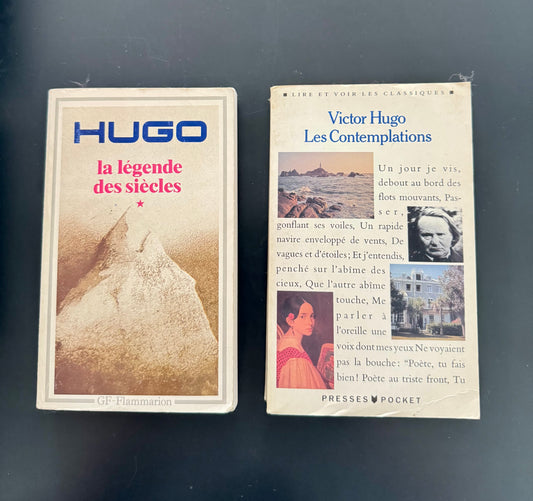 HUGO
la légende
des siècles
*
GF-Flammarion
LIRE ET VOIR LES CLASSIQUES
Victor Hugo
Les Contemplations
Un jour je vis,
debout au bord des
flots mouvants, Pas-
ser,
gonflant ses voiles, Un rapide
navire enveloppé de vents, De
vagues et d'étoiles; Et j'entendis,
penché sur l'abîme des
cieux, Que l'autre abîme
touche, Me
parler à
l'oreille une
voix dont mes yeux Ne voyaient
pas la bouche: "Poète, tu fais
bien! Poète au triste front, Tu
PRESSES POCKET